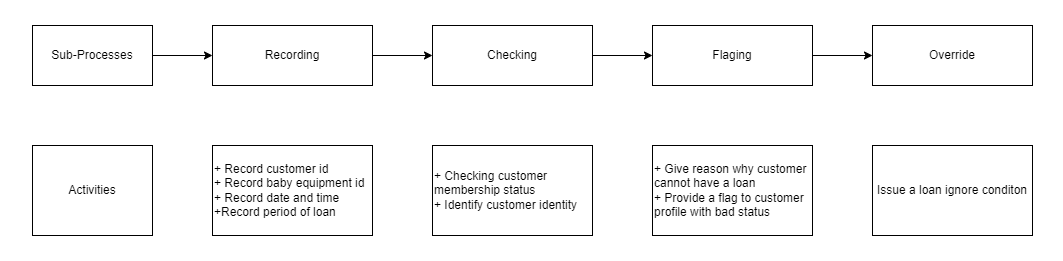 Sub-Processes
Recording
Checking
Flaging
Override
Activities
+ Record customer id
+ Record baby equipment id
+ Record date and time
+Record period of loan
+ Checking customer
membership status
+ Identify customer identity
+ Give reason why customer
cannot have a loan
+ Provide a flag to customer
profile with bad status
Issue a loan ignore conditon